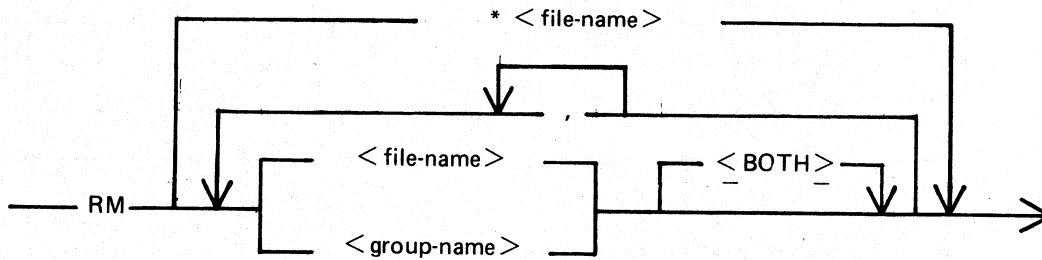 * <file-name>
,
<file-name>
<BOTH>
RM
<group-name>